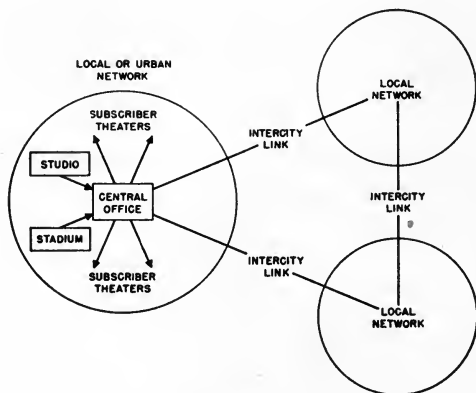 LOCAL OR URBAN
NETWORK
SUBSCRIBER
THEATERS
STUDIO
CENTRAL
OFFICE
STADIUM
SUBSCRIBER
THEATERS
INTERCITY
LINK
LOCAL
NETWORK
INTERCITY
LINK
INTERCITY
LINK
LOCAL
NETWORK